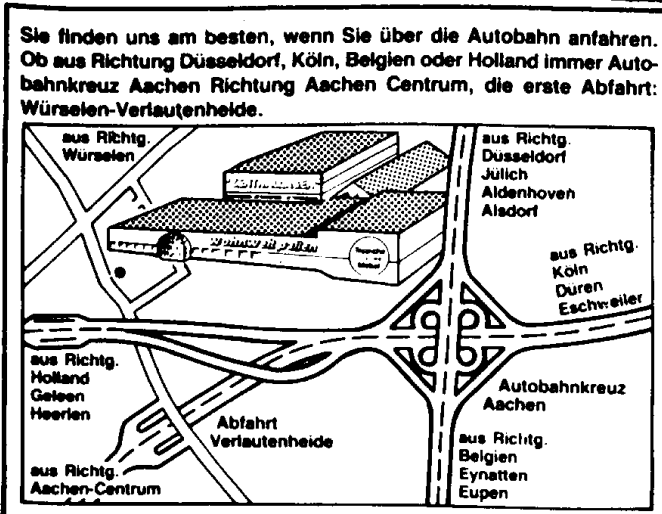 Sie finden uns am besten, wenn Sie über die Autobahn anfahren.
Ob aus Richtung Düsseldorf, Köln, Belgien oder Holland immer Auto-
bahnkreuz Aachen Richtung Aachen Centrum, die erste Abfahrt:
Würselen-Verlautenheide.
aus Richtg.
Würselen
wohnwelt pallen
aus Richtg.
Düsseldorf
Jülich
Aldenhoven
Alsdorf
aus Richtg.
Köln
Düren
Eschweiler
aus Richtg.
Holland
Geleen
Heerlen
Abfahrt
Verlautenheide
Autobahnkreuz
Aachen
aus Richtg.
Aachen-Centrum
aus Richtg.
Belgien
Eynatten
Eupen